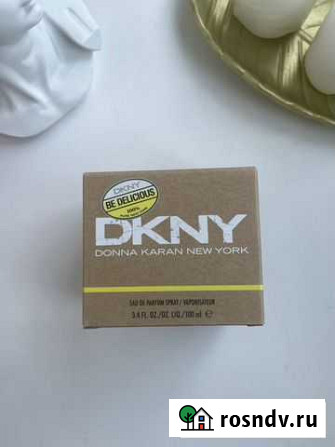 DKNY
BE DELICIOUS
100%
DKNY
DONNA KARAN NEW YORK
EAU DE PARFUM SPRAY / VAPORISATEUR
3.4 FL. OZ./OZ. LIQ./100 ml e
rosndv.ru